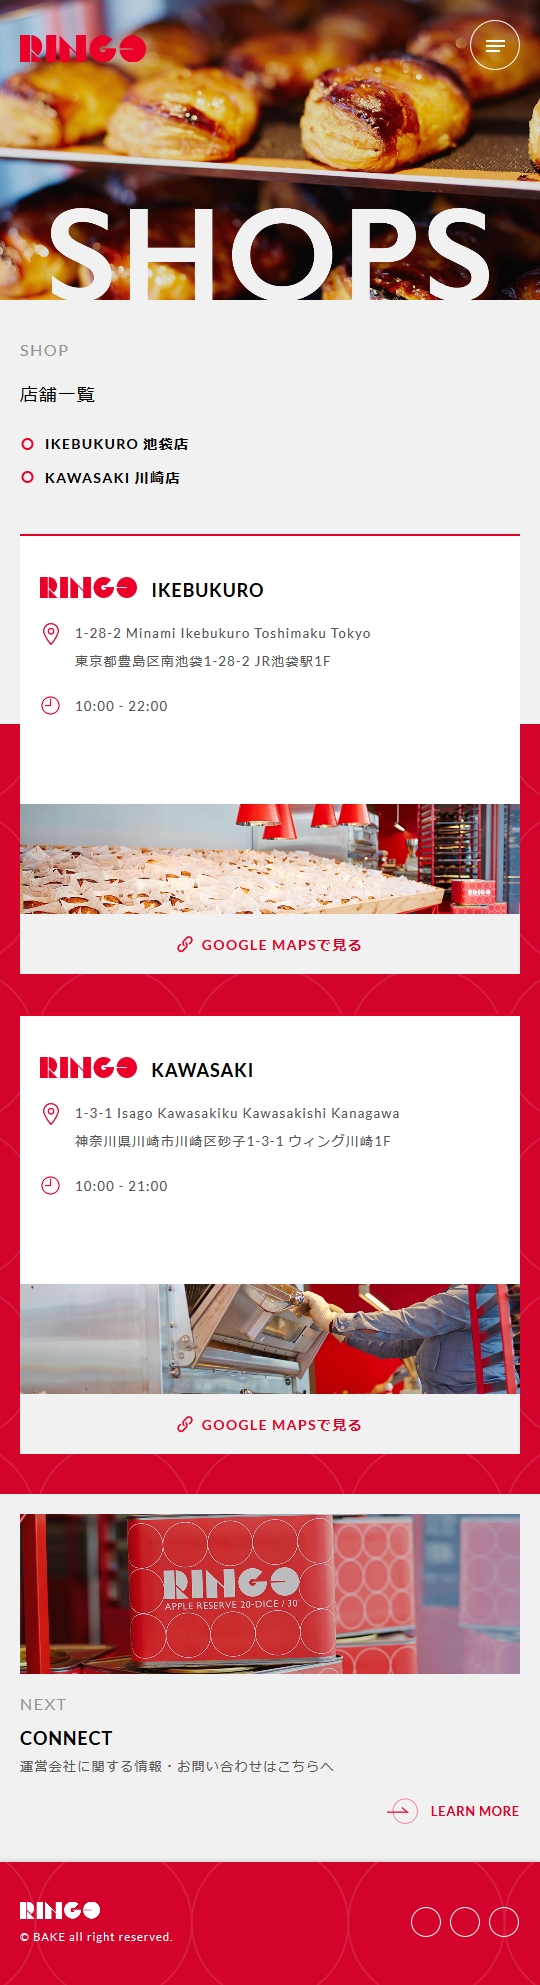 RINGO
SHOPS
SHOP
店舗一覧
IKEBUKURO 池袋店
KAWASAKI 川崎店
RINGO IKEBUKURO
1-28-2 Minami Ikebukuro Toshimaku Tokyo
東京都豊島区南池袋1-28-2 JR池袋駅1F
10:00 - 22:00
RINGO
GOOGLE MAPSで見る
RINGO KAWASAKI
1-3-1 Isago Kawasakiku Kawasakishi Kanagawa
神奈川県川崎市川崎区砂子1-3-1 ウィング川崎1F
10:00 - 21:00
GOOGLE MAPSで見る
RINGO
APPLE RESERVE 20-DICE / 30
NEXT
CONNECT
運営会社に関する情報・お問い合わせはこちらへ
LEARN MORE
RINGO
© BAKE all right reserved.